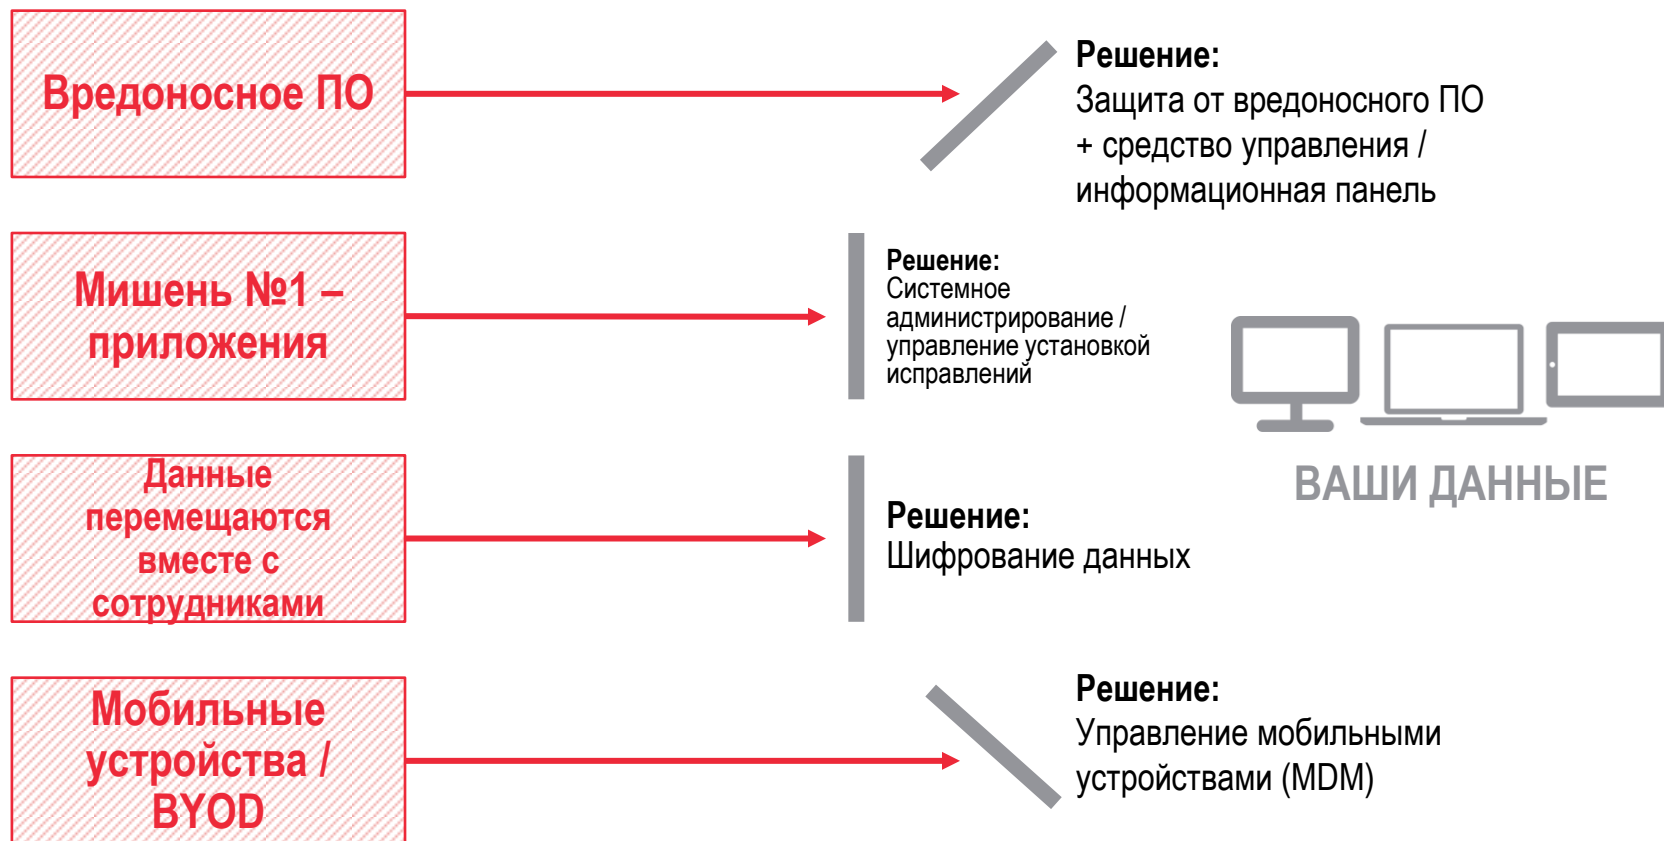 Вредоносное ПО
Решение:
Защита от вредоносного ПО
+ средство управления /
информационная панель
Мишень №1 –
приложения
Решение:
Системное
администрирование /
управление установкой
исправлений
Данные
перемещаются
вместе с
сотрудниками
Решение:
Шифрование данных
ВАШИ ДАННЫЕ
Мобильные
устройства /
BYOD
Решение:
Управление мобильными
устройствами (MDM)